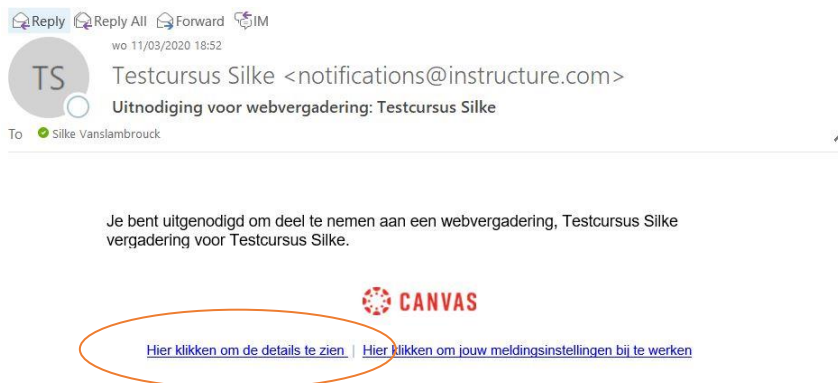 Reply Reply All Forward IM
wo 11/03/2020 18:52
TS
Testcursus Silke <notifications@instructure.com>
Uitnodiging voor webvergadering: Testcursus Silke
To Silke Vanslambrouck
Je bent uitgenodigd om deel te nemen aan een webvergadering, Testcursus Silke
vergadering voor Testcursus Silke.
CANVAS
Hier klikken om de details te zien | Hier klikken om jouw meldingsinstellingen bij te werken